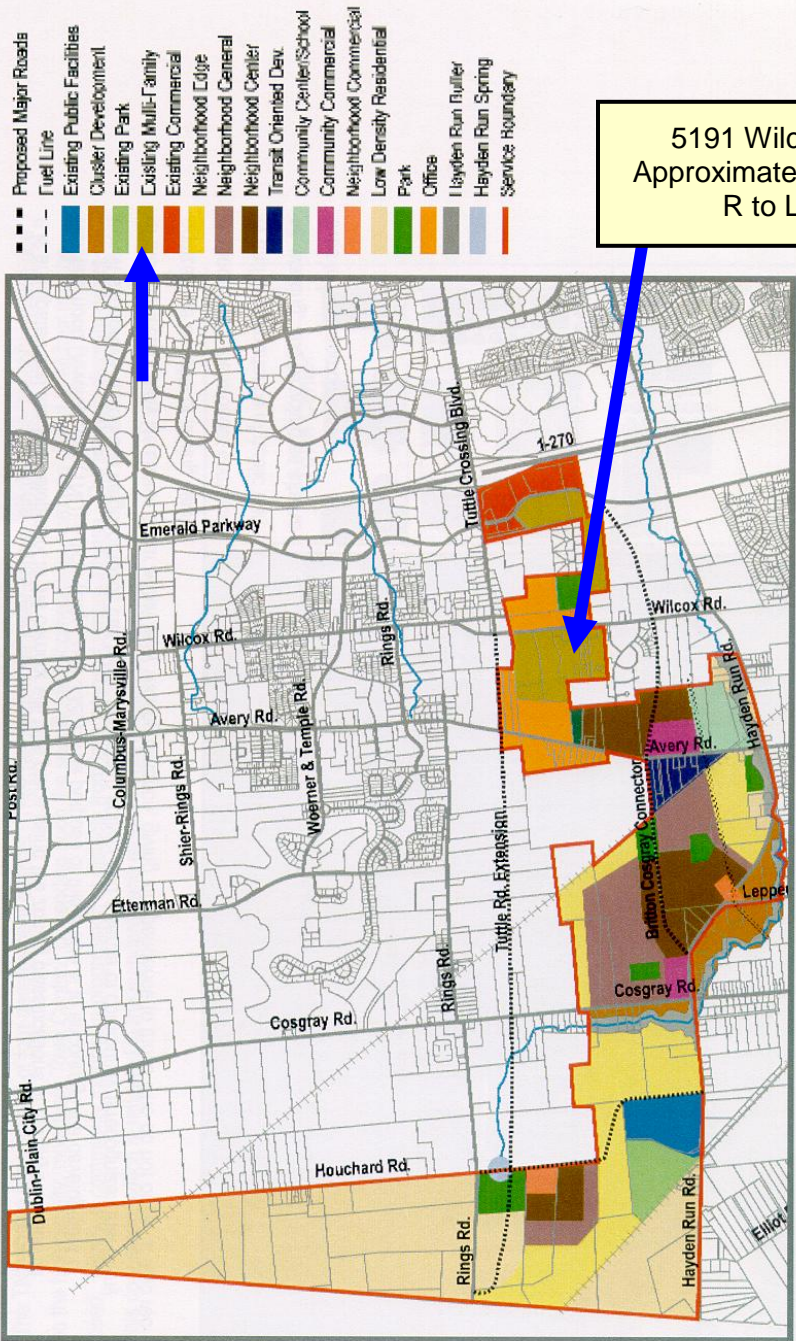 Proposed Major Roads
Fuel Line
Existing Public Facilities
Cluster Development
Existing Park
Existing Multi-Family
Existing Commercial
Neighborhood Edge
Neighborhood General
Neighborhood Center
Transit Oriented Dev.
Community Center/School
Community Commercial
Neighborhood Commercial
Low Density Residential
Park
Office
Hayden Run Buffer
Hayden Run Spring
Service Boundary
5191 Wilc
Approximate
R to L
Post Rd.
Columbus-Marysville Rd.
Emerald Parkway
Wilcox Rd.
Avery Rd.
Shier-Rings Rd.
Woerner & Temple Rd.
Rings Rd.
Tuttle Crossing Blvd.
1-270
Etterman Rd.
Cosgray Rd.
Rings Rd.
Tuttle Rd. Extension
Wilcox Rd.
Avery Rd.
Hayden Run Rd.
Britton Cosgray Connector
Lepper
Cosgray Rd.
Dublin-Plain City Rd.
Houchard Rd.
Rings Rd.
Hayden Run Rd.
Elliot